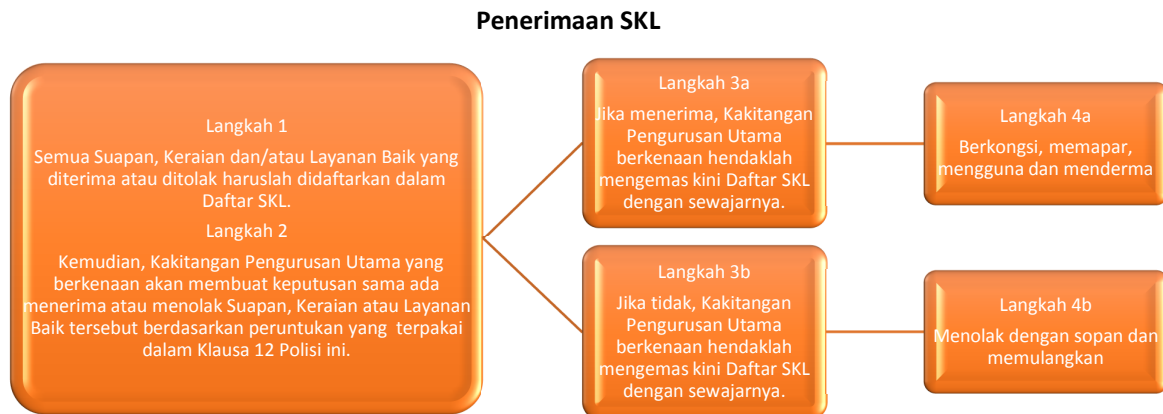 Penerimaan SKL
Langkah 1
Semua Suapan, Keraian dan/atau Layanan Baik yang
diterima atau ditolak haruslah didaftarkan dalam
Daftar SKL.
Langkah 2
Kemudian, Kakitangan Pengurusan Utama yang
berkenaan akan membuat keputusan sama ada
menerima atau menolak Suapan, Keraian atau Layanan
Baik tersebut berdasarkan peruntukan yang terpakai
dalam Klausa 12 Polisi ini.
Langkah 3a
Jika menerima, Kakitangan
Pengurusan Utama
berkenaan hendaklah
mengemas kini Daftar SKL
dengan sewajarnya.
Langkah 4a
Berkongsi, memapar,
mengguna dan menderma
Langkah 3b
Jika tidak, Kakitangan
Pengurusan Utama
berkenaan hendaklah
mengemas kini Daftar SKL
dengan sewajarnya.
Langkah 4b
Menolak dengan sopan dan
memulangkan